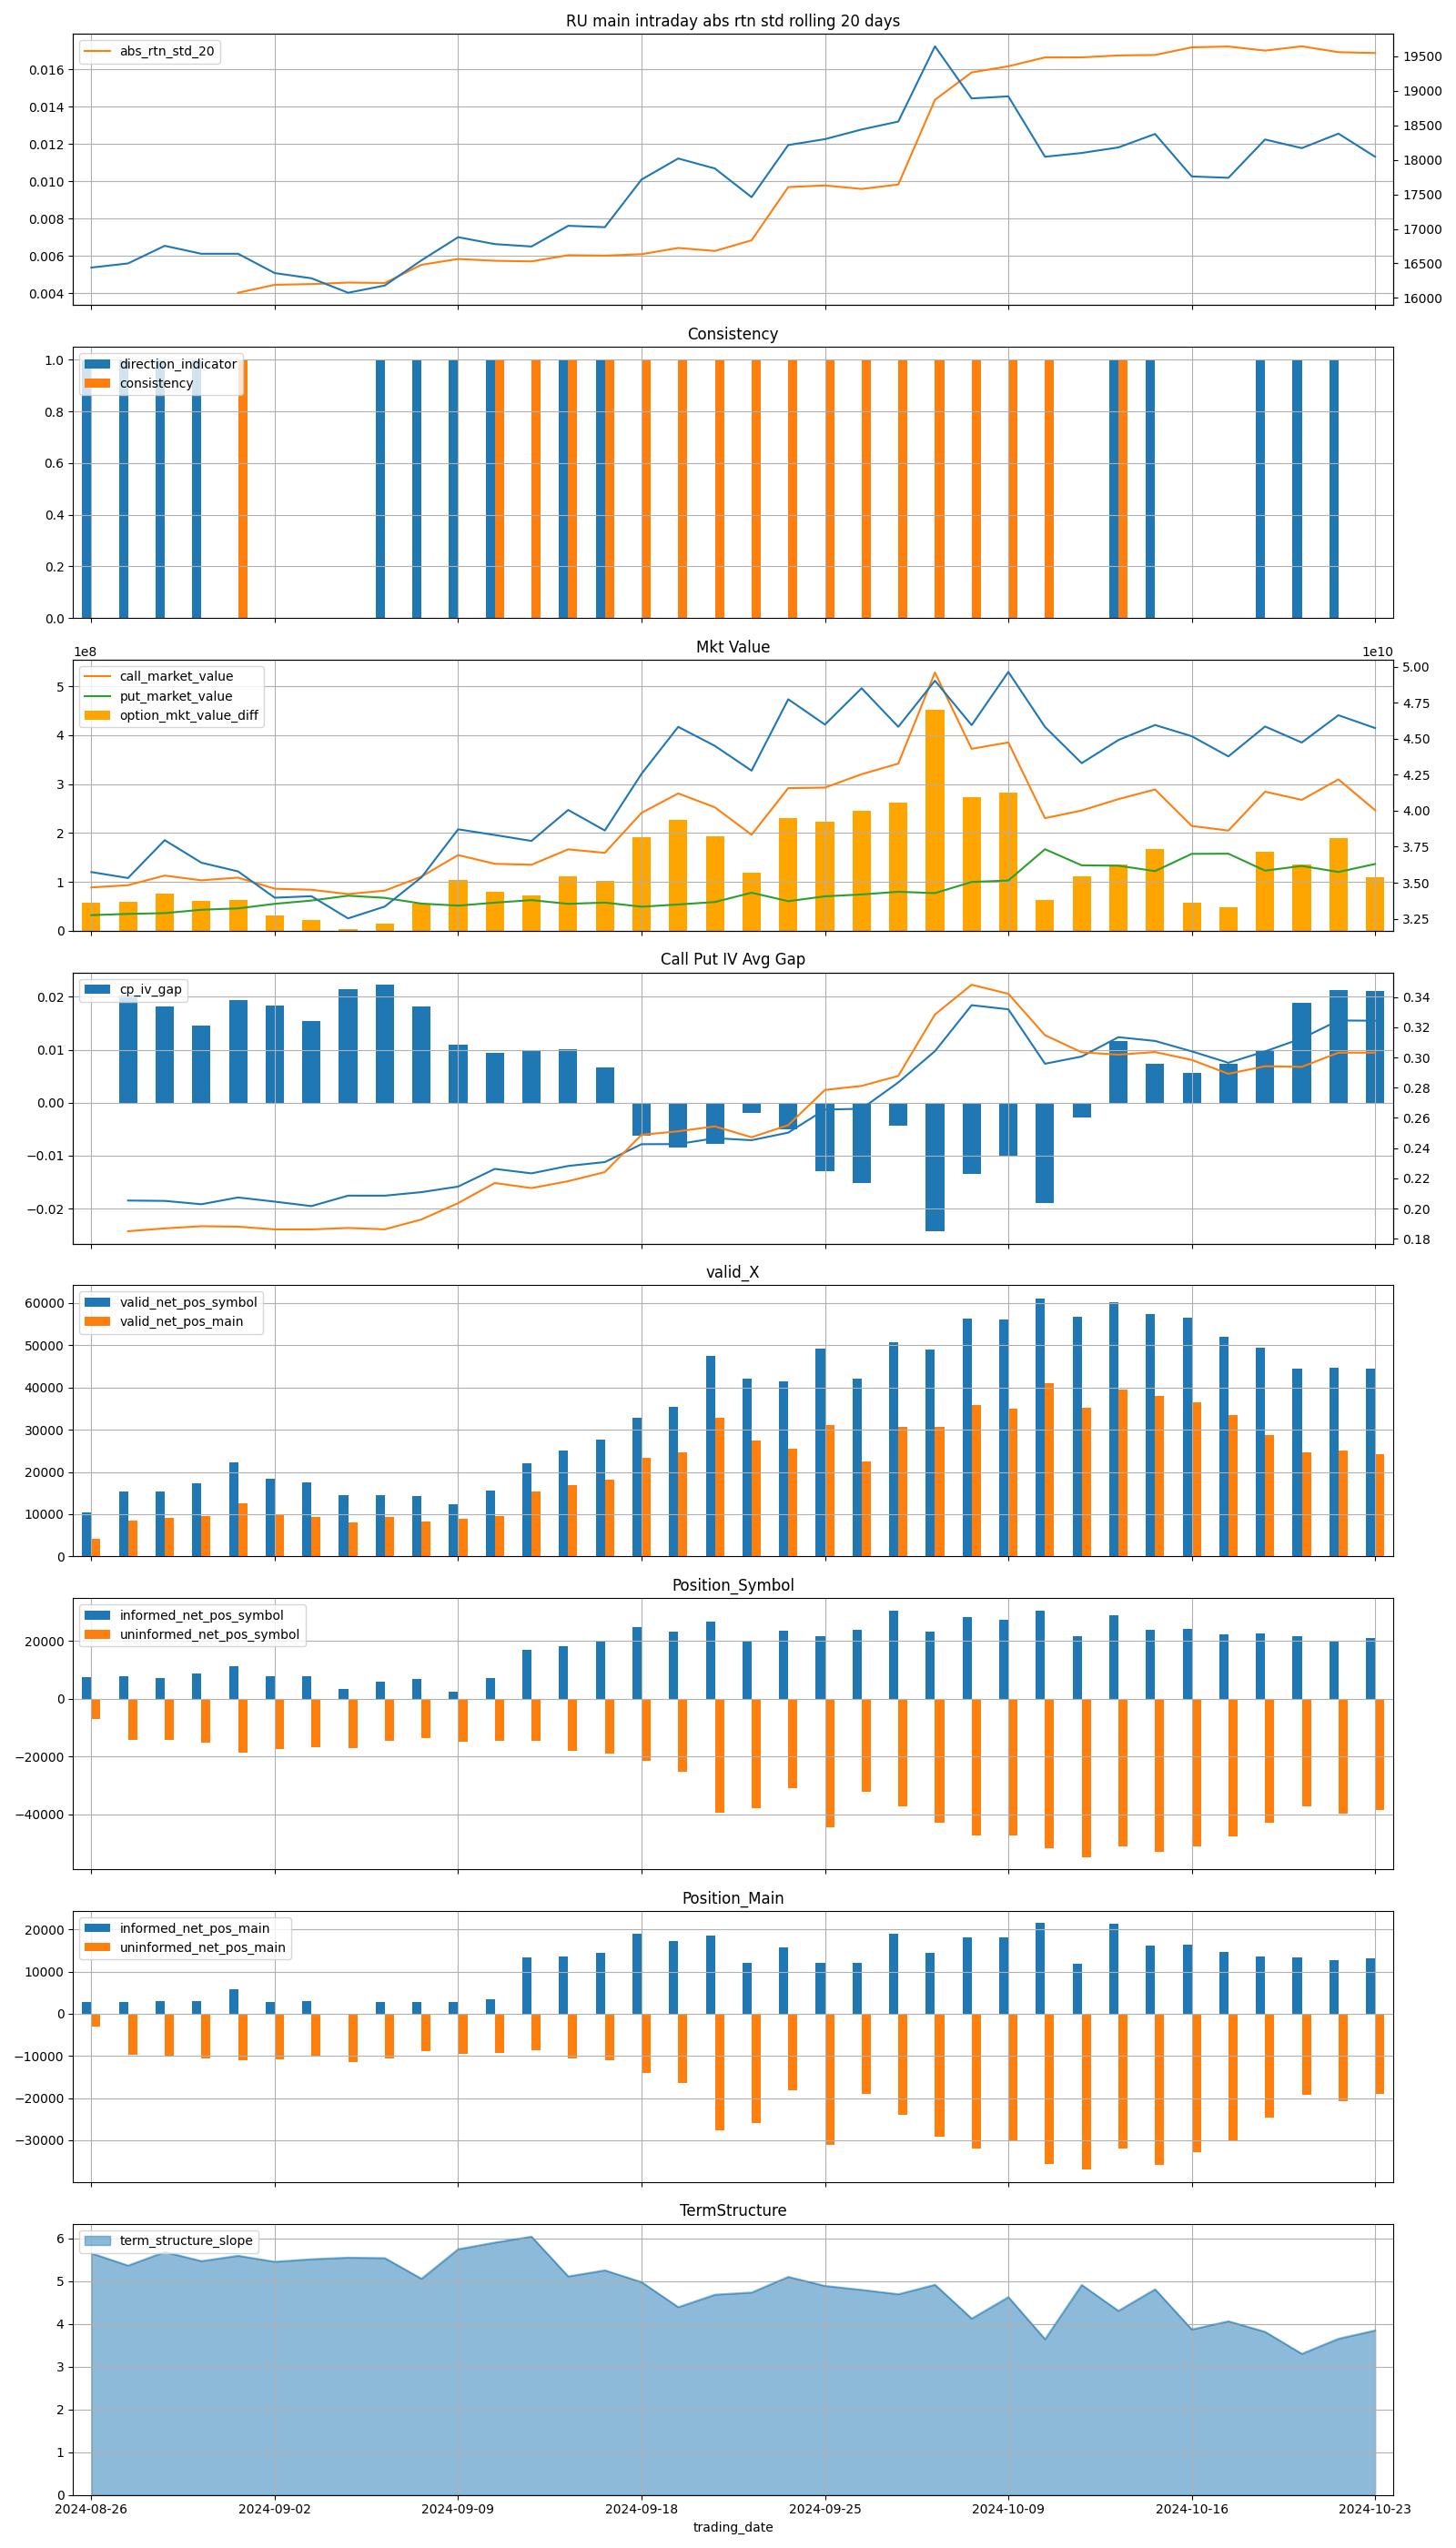 RU main intraday abs rtn std rolling 20 days
abs_rtn_std_20
0.016
0.014
0.012
0.010
0.008
0.006
0.004
19500
19000
18500
18000
17500
17000
16500
16000
Consistency
direction_indicator
consistency
1.0
0.8
0.6
0.4
0.2
0.0
Mkt Value
1e8
1e10
call_market_value
put_market_value
option_mkt_value_diff
5
4
3
2
1
0
5.00
4.75
4.50
4.25
4.00
3.75
3.50
3.25
Call Put IV Avg Gap
cp_iv_gap
0.02
0.01
0.00
−0.01
−0.02
0.34
0.32
0.30
0.28
0.26
0.24
0.22
0.20
0.18
valid_X
valid_net_pos_symbol
valid_net_pos_main
60000
50000
40000
30000
20000
10000
0
Position_Symbol
informed_net_pos_symbol
uninformed_net_pos_symbol
20000
0
−20000
−40000
Position_Main
informed_net_pos_main
uninformed_net_pos_main
20000
10000
0
−10000
−20000
−30000
TermStructure
term_structure_slope
6
5
4
3
2
1
0
2024-08-26 2024-09-02 2024-09-09 2024-09-18 2024-09-25 2024-10-09 2024-10-16 2024-10-23
trading_date